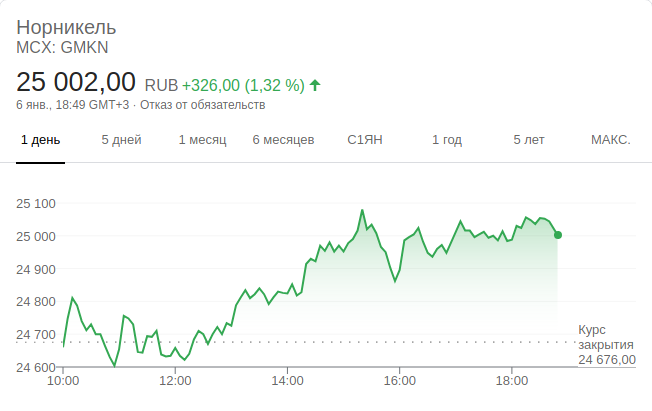 Норникель
MCX: GMKN
25 002,00 RUB +326,00 (1,32 %)
6 янв., 18:49 GMT+3 · Отказ от обязательств
1 день 5 дней 1 месяц 6 месяцев С1ЯН 1 год 5 лет МАКС.
25 100
25 000
24 900
24 800
24 700
24 600
Курс
закрытия
24 676,00
10:00 12:00 14:00 16:00 18:00